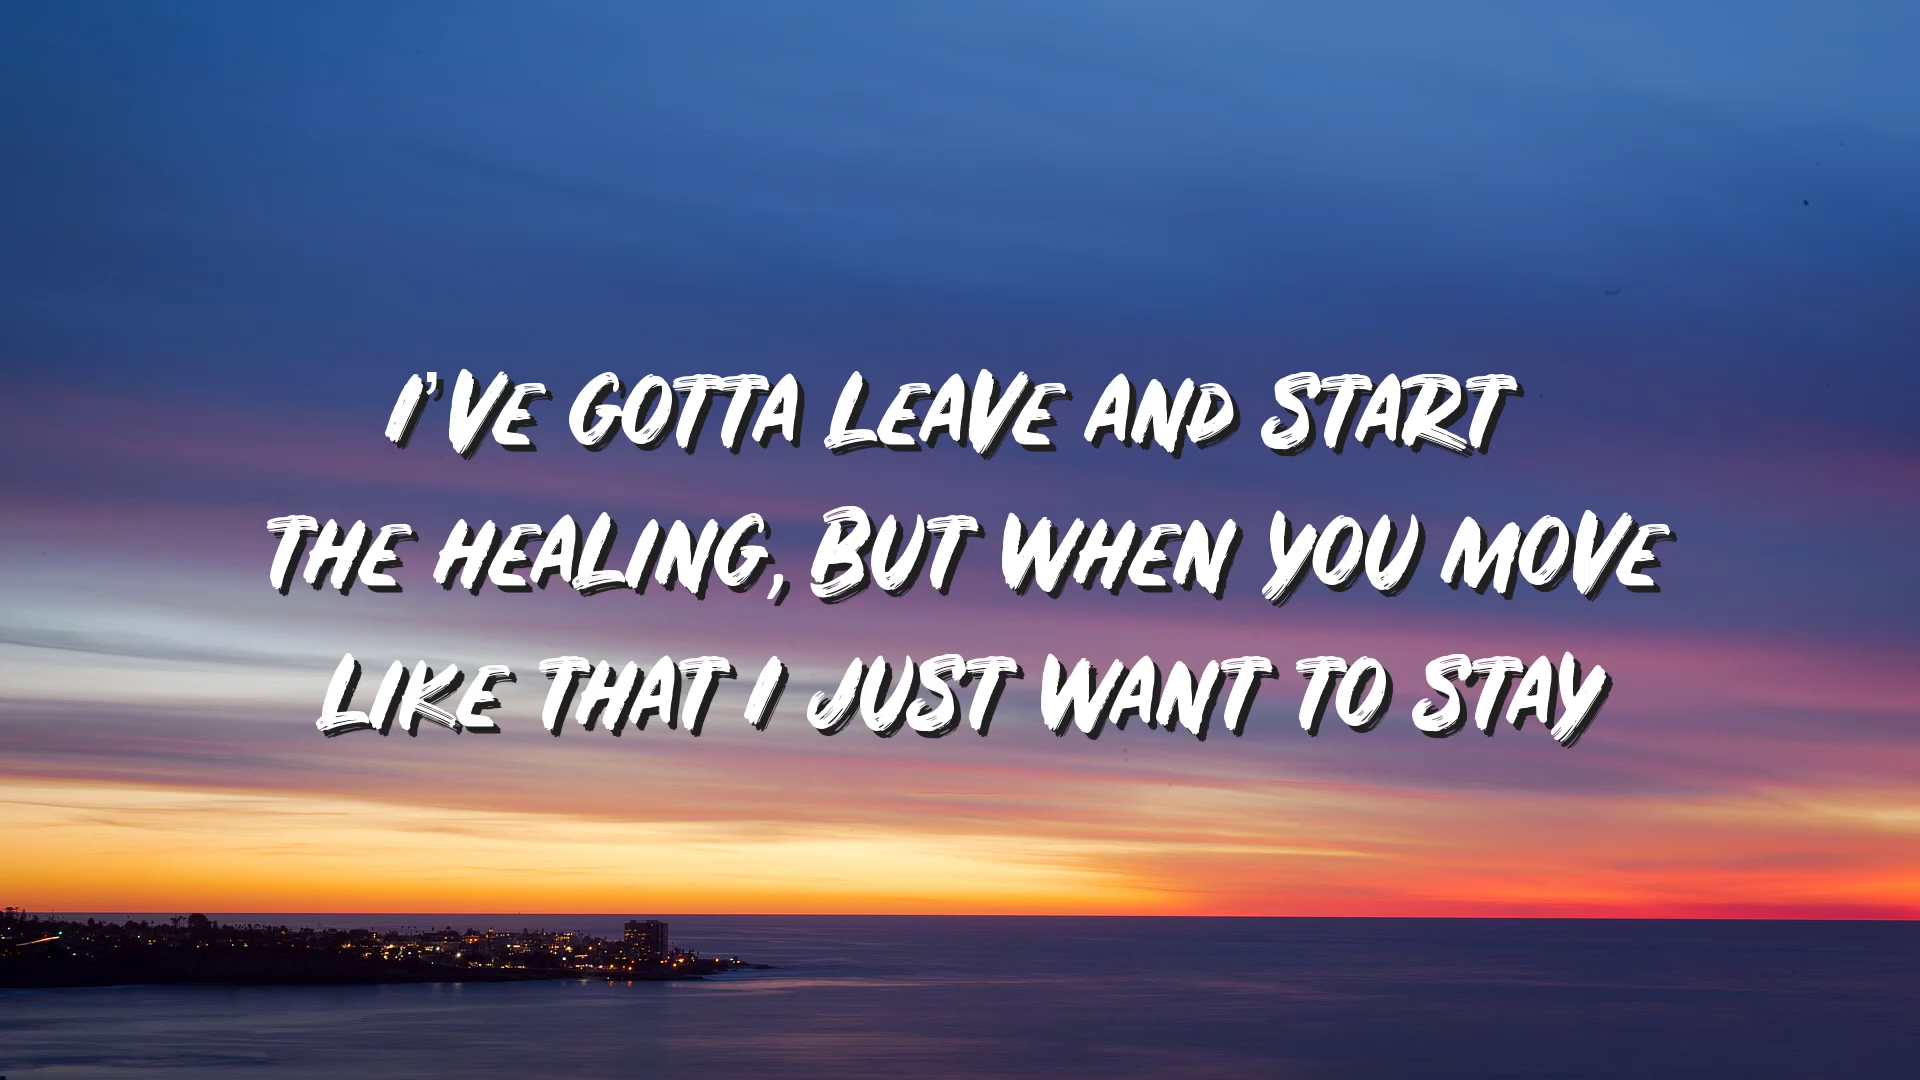 I'VE GOTTA LEAVE AND START
THE HEALING, BUT WHEN YOU MOVE
LIKE THAT I JUST WANT TO STAY